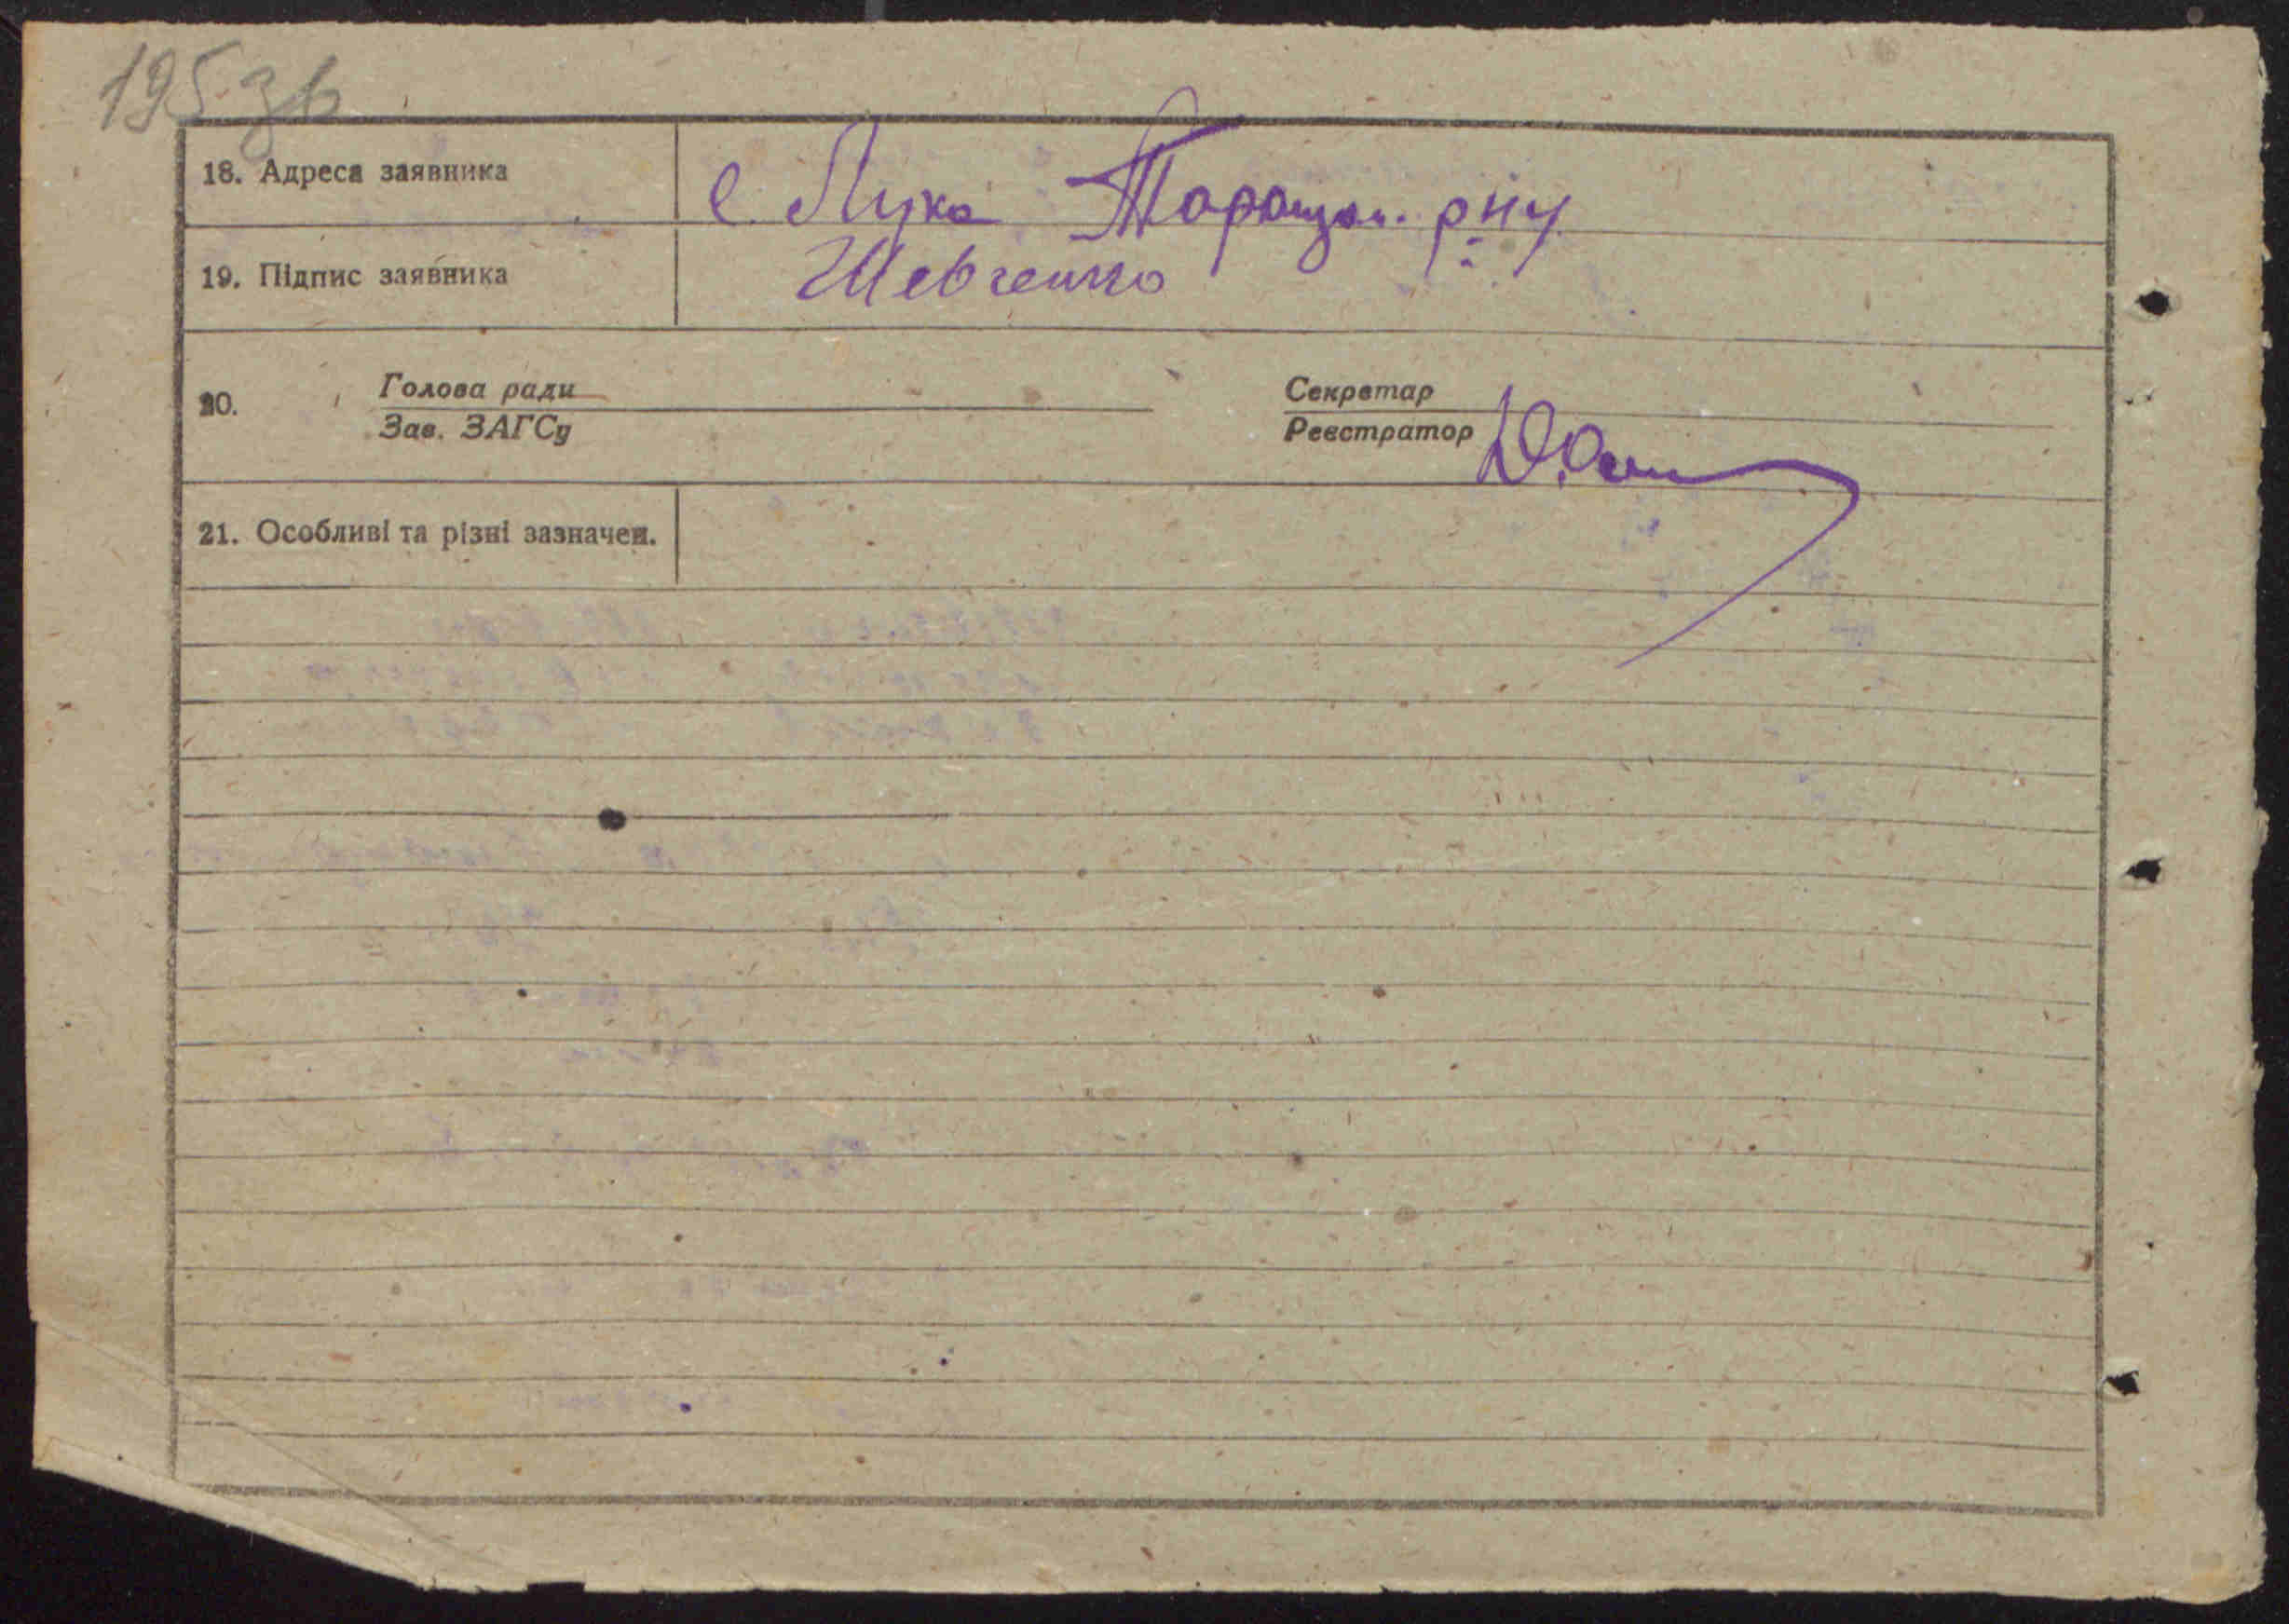 195 зв
18. Адреса заявника с. Лука Таращан. р-ну
19. Підпис заявника Шевченко
20. Голова ради Секретар
Зав. ЗАГСу Реєстратор
21. Особливі та різні зазначен.